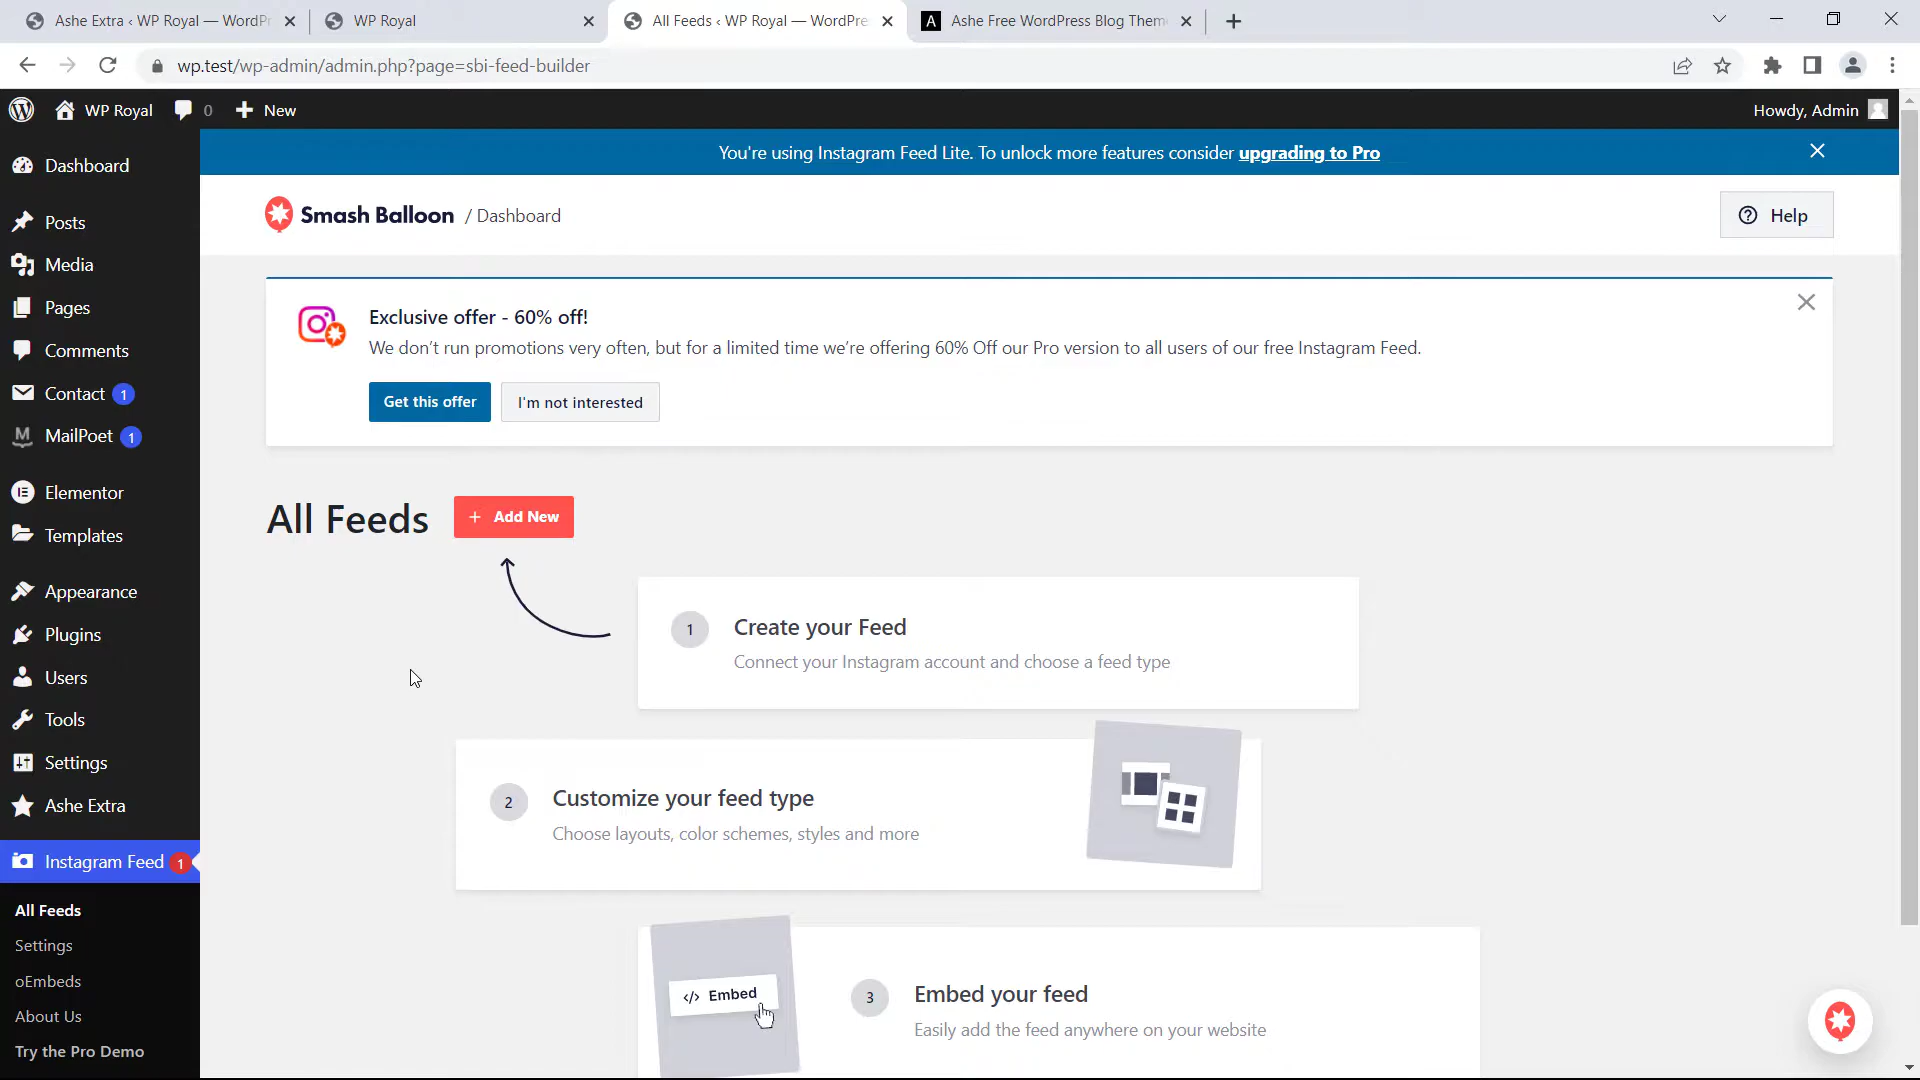 Ashe Extra ‹ WP Royal — WordPr
WP Royal
All Feeds ‹ WP Royal — WordPre
Ashe Free WordPress Blog Them
wp.test/wp-admin/admin.php?page=sbi-feed-builder
WP Royal
0
New
Howdy, Admin
You're using Instagram Feed Lite. To unlock more features consider upgrading to Pro
Smash Balloon / Dashboard
Help
Dashboard
Posts
Media
Pages
Comments
Contact 1
MailPoet 1
Elementor
Templates
Appearance
Plugins
Users
Tools
Settings
Ashe Extra
Instagram Feed 1
All Feeds
Settings
oEmbeds
About Us
Try the Pro Demo
Exclusive offer - 60% off!
We don’t run promotions very often, but for a limited time we’re offering 60% Off our Pro version to all users of our free Instagram Feed.
Get this offer
I'm not interested
All Feeds
+ Add New
1
Create your Feed
Connect your Instagram account and choose a feed type
2
Customize your feed type
Choose layouts, color schemes, styles and more
</> Embed
3
Embed your feed
Easily add the feed anywhere on your website